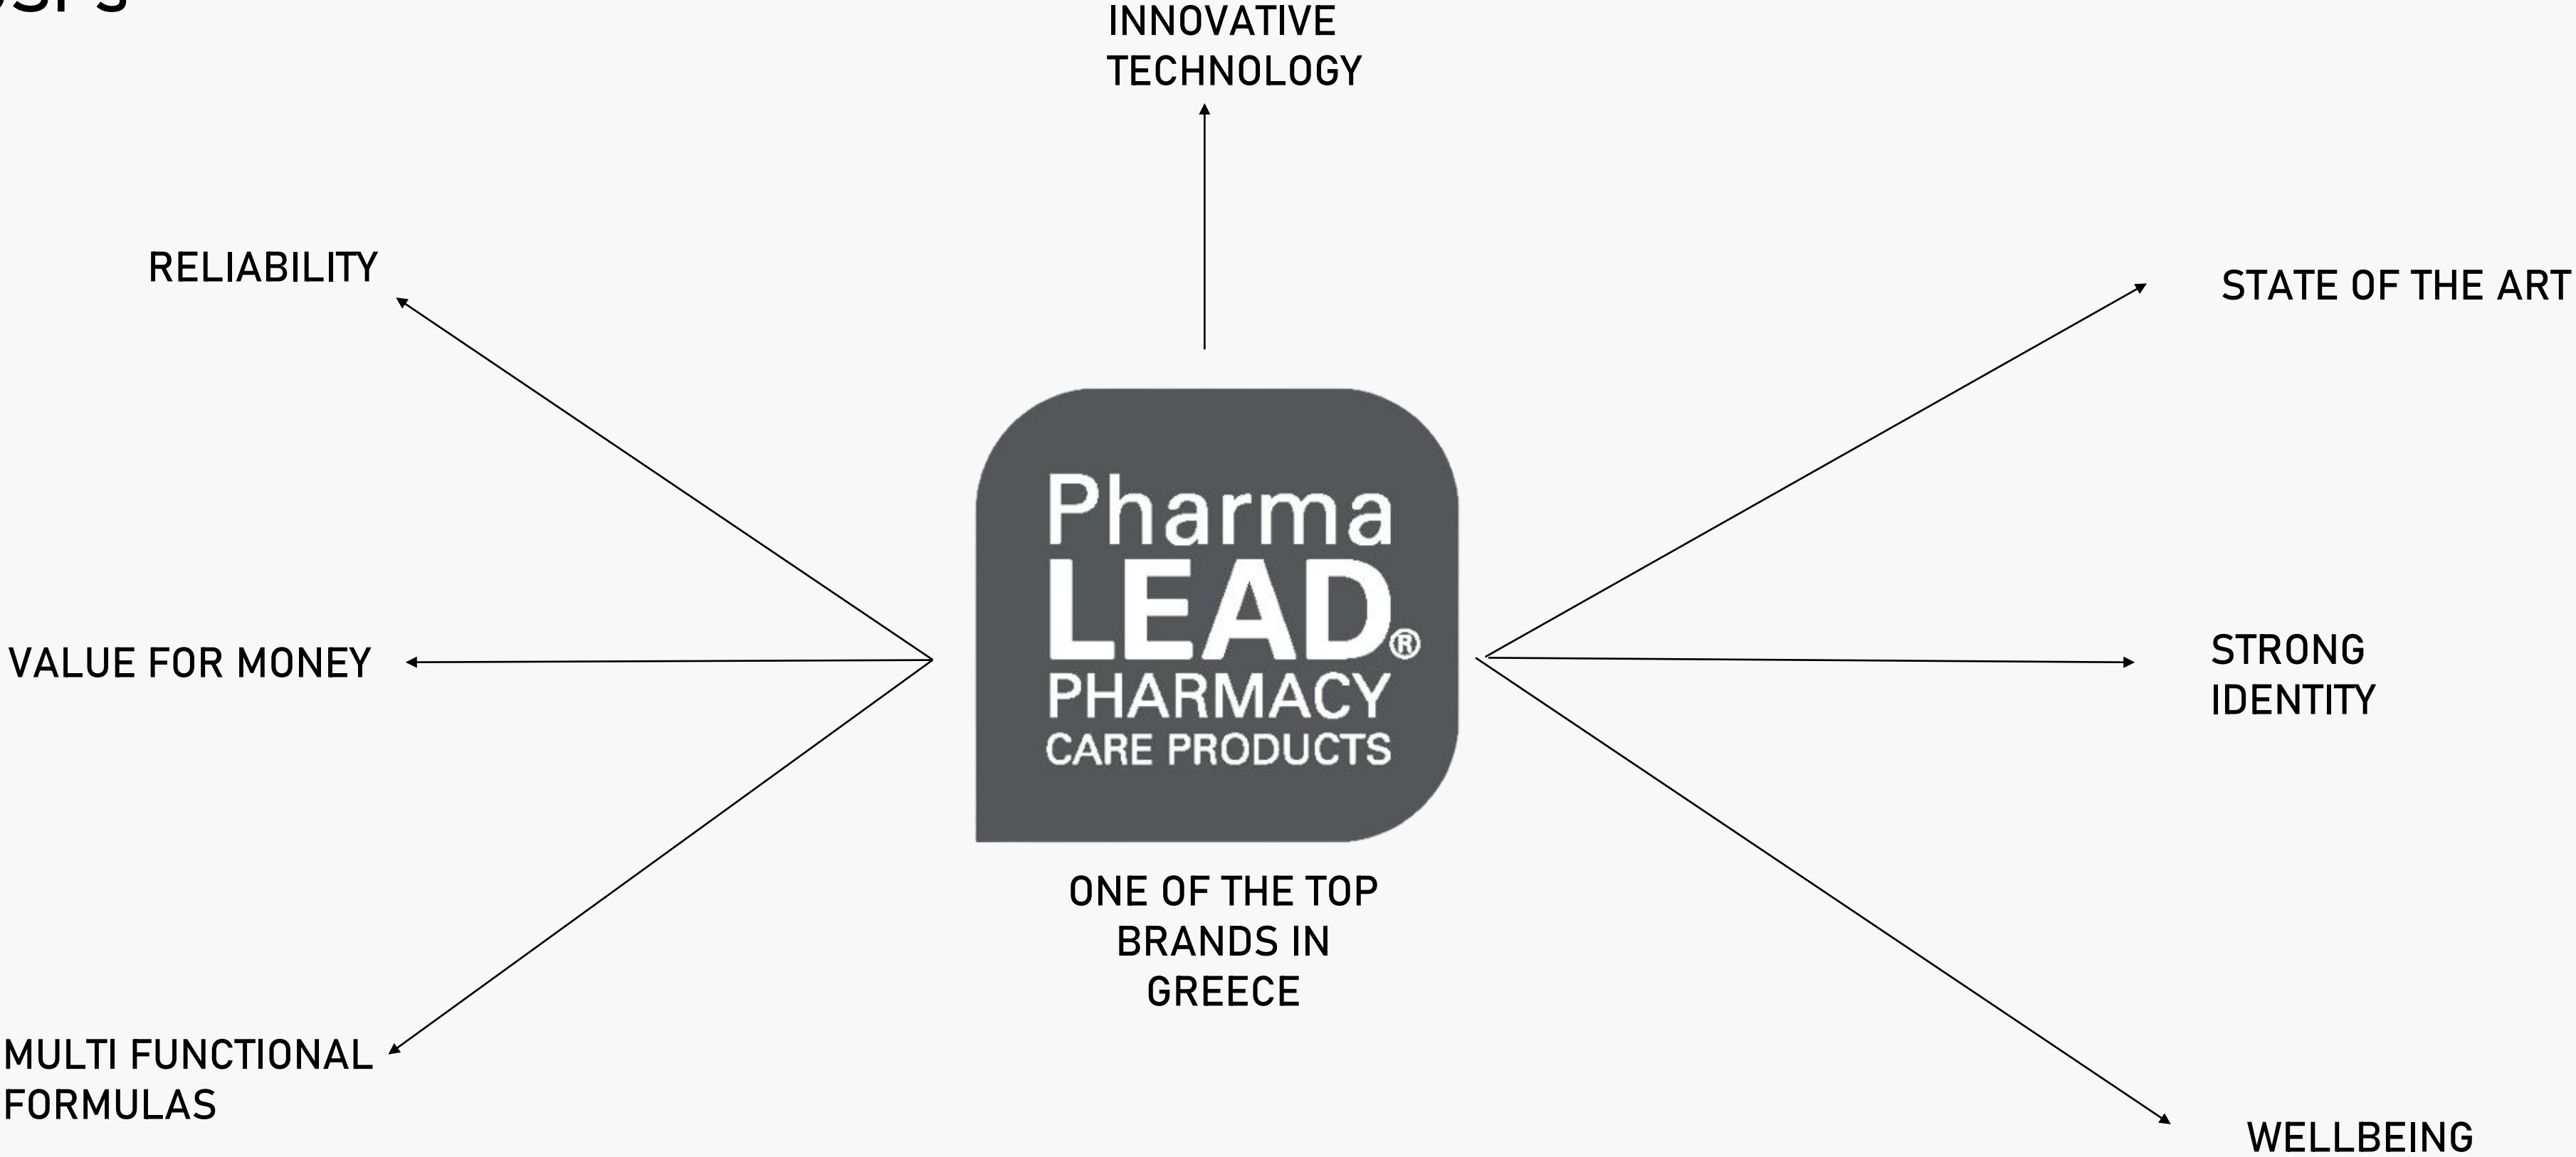 INNOVATIVE
TECHNOLOGY
RELIABILITY
STATE OF THE ART
Pharma
LEAD®
PHARMACY
CARE PRODUCTS
VALUE FOR MONEY
STRONG
IDENTITY
ONE OF THE TOP
BRANDS IN
GREECE
MULTI FUNCTIONAL
FORMULAS
WELLBEING